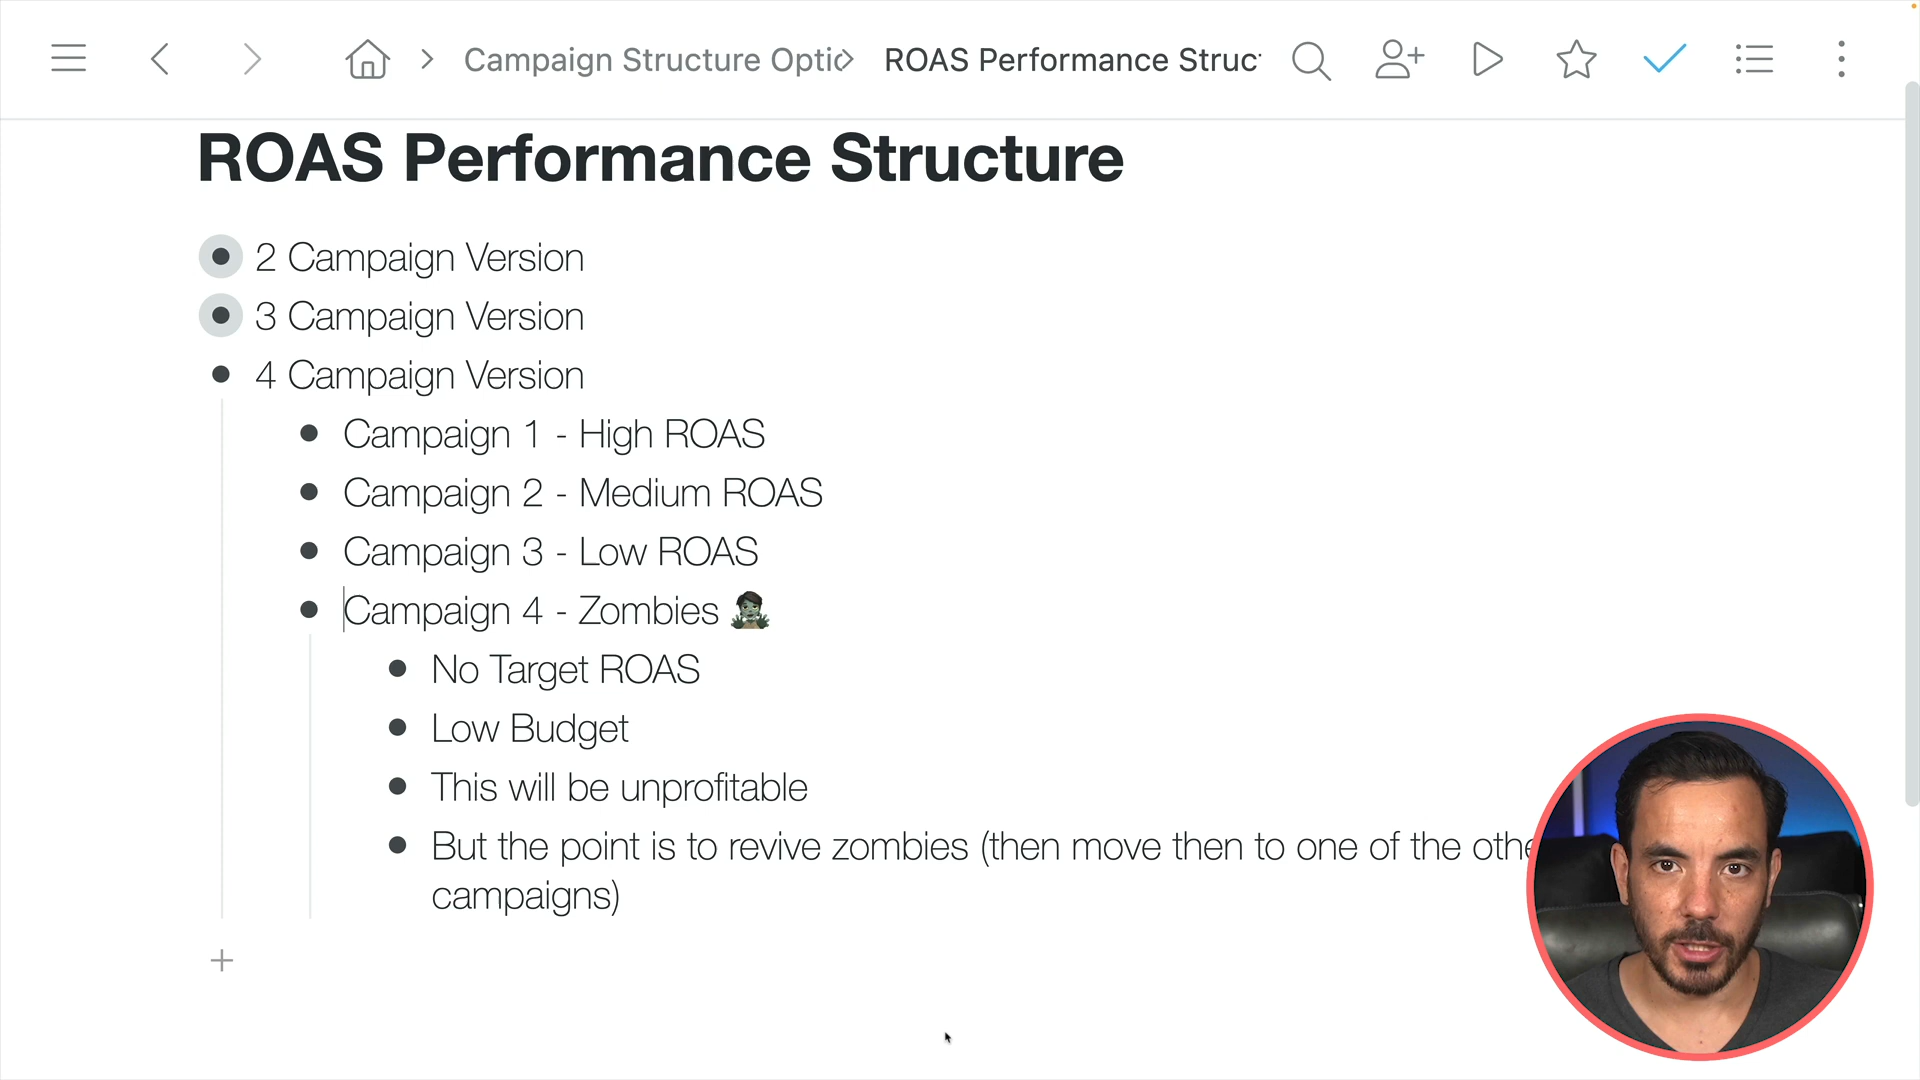 Campaign Structure Optic
ROAS Performance Struc
ROAS Performance Structure
2 Campaign Version
3 Campaign Version
4 Campaign Version
Campaign 1 - High ROAS
Campaign 2 - Medium ROAS
Campaign 3 - Low ROAS
Campaign 4 - Zombies 🧟‍♀️
No Target ROAS
Low Budget
This will be unprofitable
But the point is to revive zombies (then move then to one of the othe
campaigns)